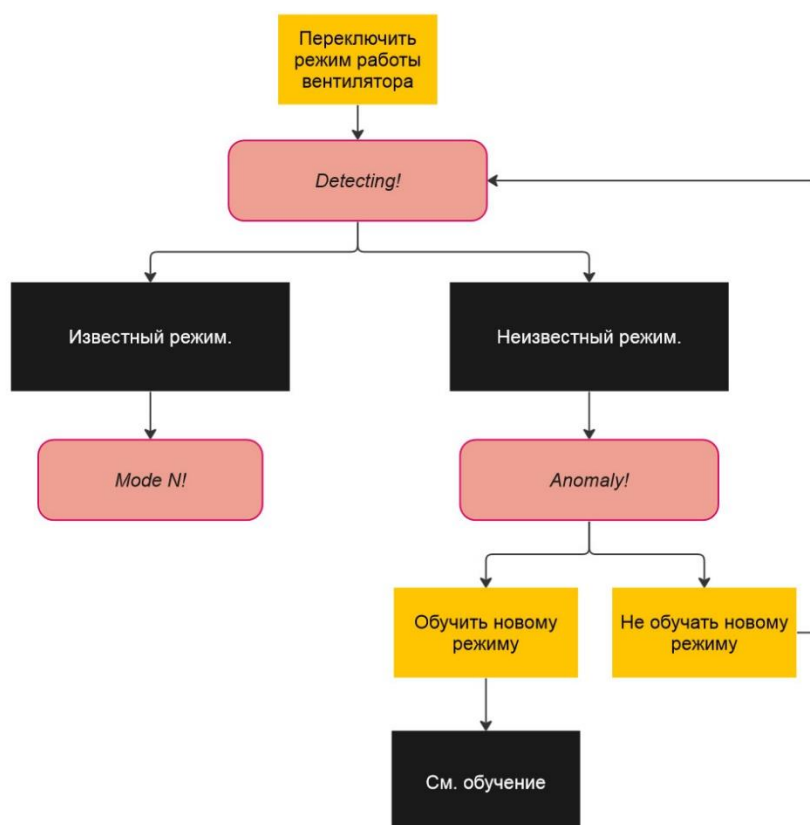 Переключить
режим работы
вентилятора
Detecting!
Известный режим.
Неизвестный режим.
Mode N!
Anomaly!
Обучить новому
режиму
Не обучать новому
режиму
См. обучение